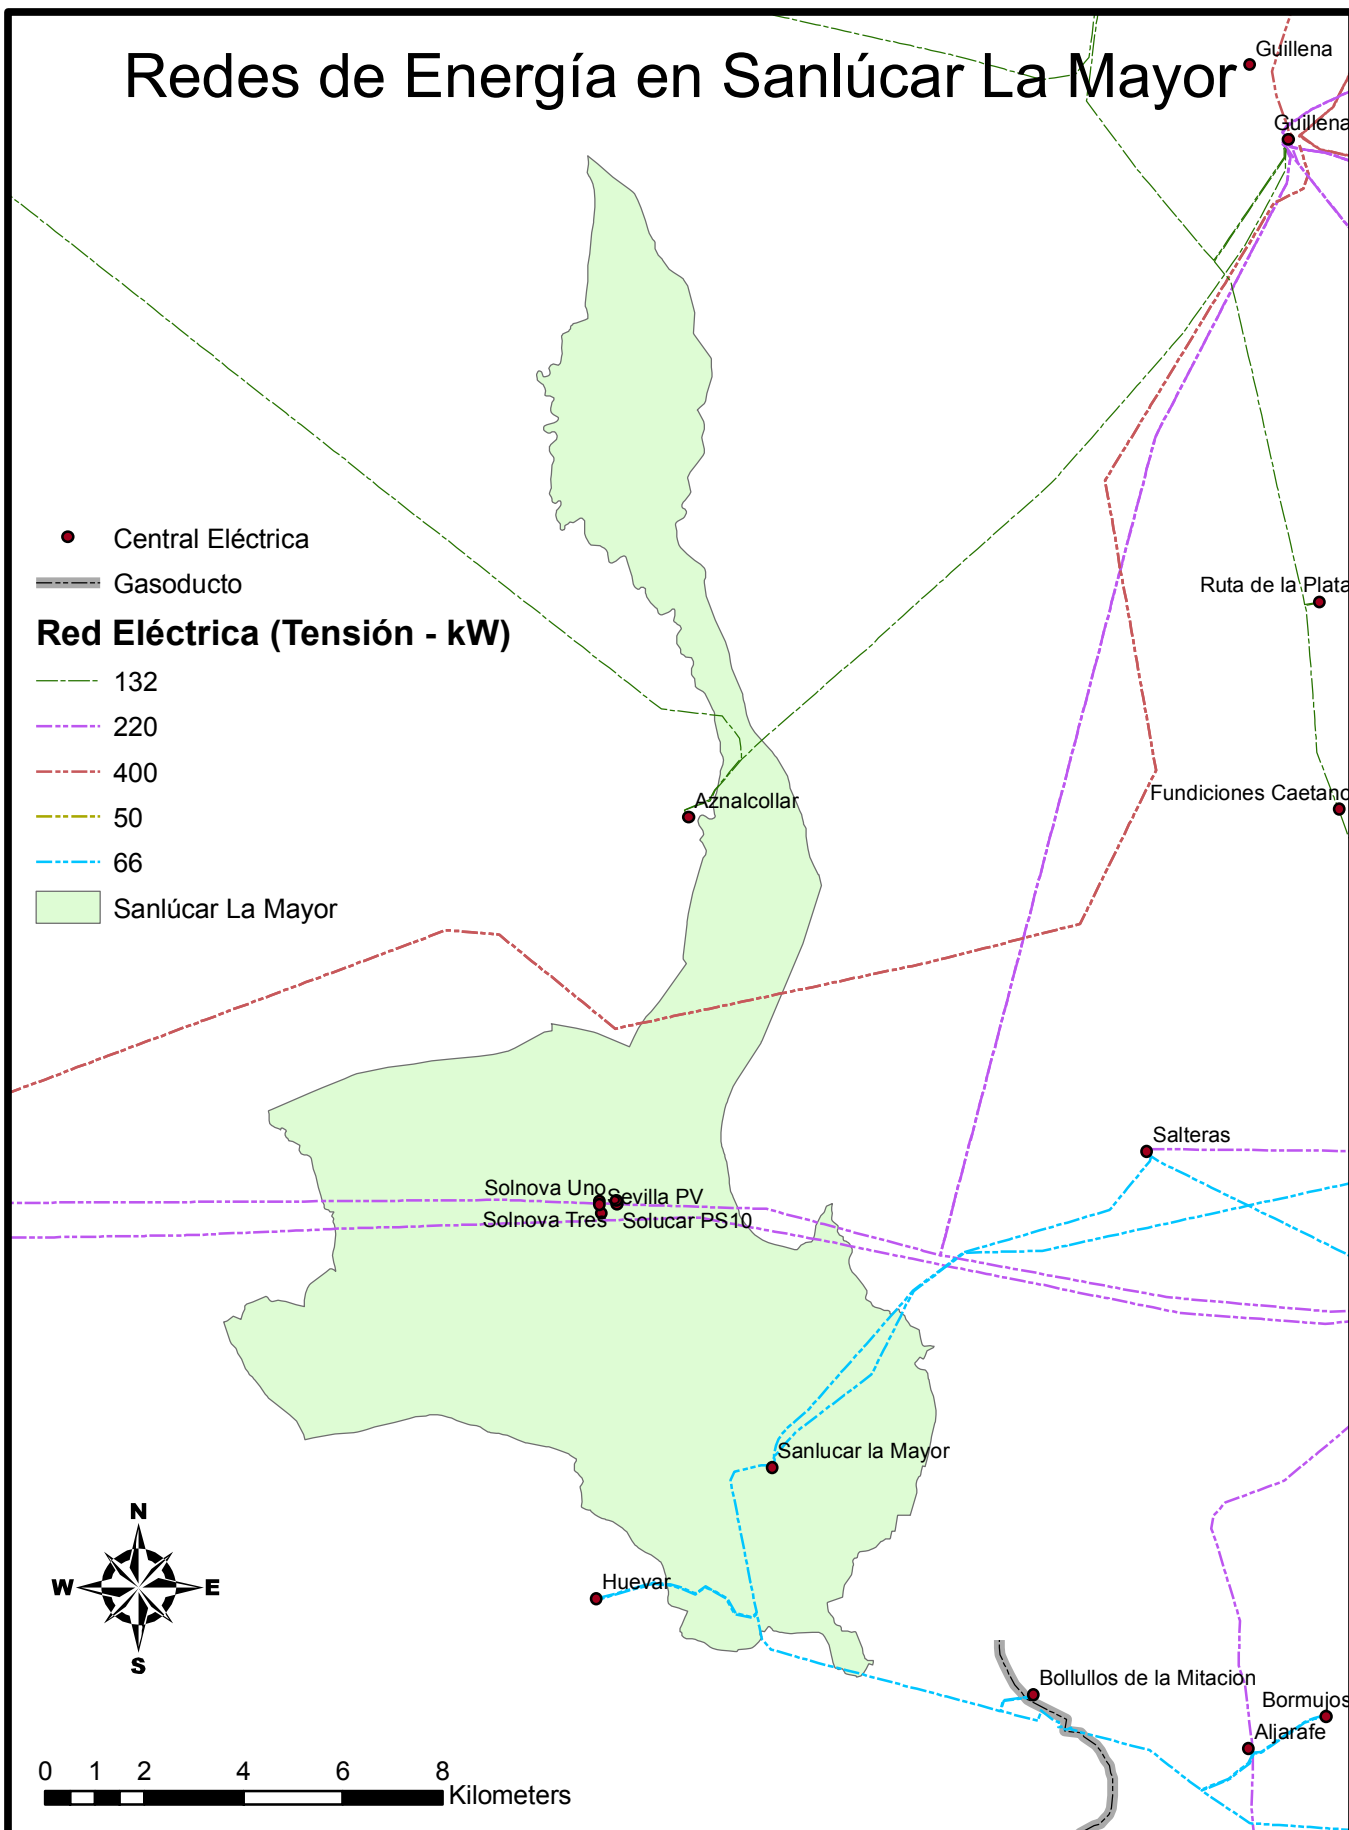 Redes de Energía en Sanlúcar La Mayor
Guillena
Guillena
Central Eléctrica
Gasoducto
Red Eléctrica (Tensión - kW)
132
220
400
50
66
Sanlúcar La Mayor
Ruta de la Plata
Fundiciones Caetano
Aznalcollar
Salteras
Solnova Uno
Sevilla PV
Solnova Tres
Solucar PS10
Sanlucar la Mayor
N
W E
S
Huevar
Bollullos de la Mitacion
Bormujos
Aljarafe
0 1 2 4 6 8
Kilometers